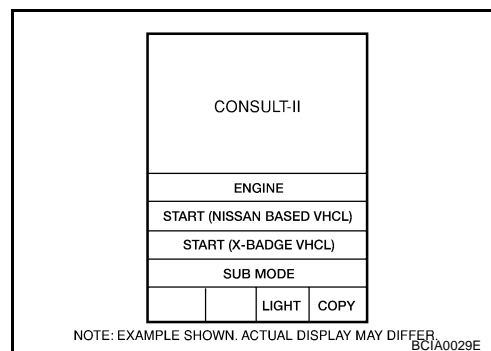 CONSULT-II
ENGINE
START (NISSAN BASED VHCL)
START (X-BADGE VHCL)
SUB MODE
LIGHT COPY
NOTE: EXAMPLE SHOWN. ACTUAL DISPLAY MAY DIFFER.
BCIA0029E